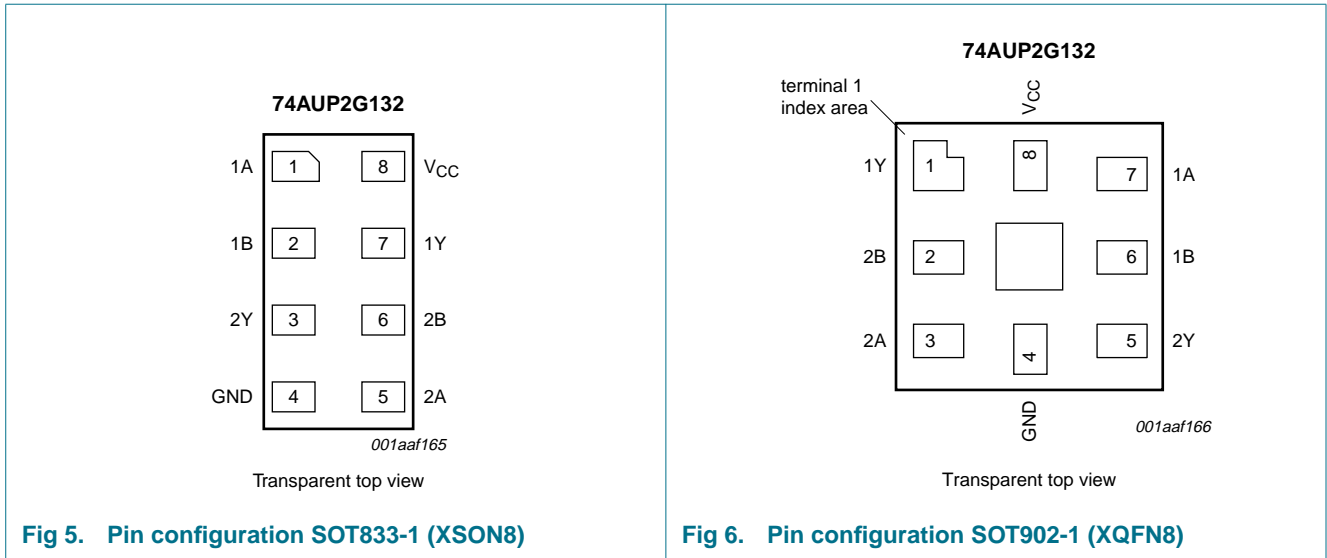 74AUP2G132
1A 1 8 VCC
1B 2 7 1Y
2Y 3 6 2B
GND 4 5 2A
001aaf165
Transparent top view
Fig 5. Pin configuration SOT833-1 (XSON8)
74AUP2G132
terminal 1
index area
VCC
1Y 1 8 7 1A
2B 2 6 1B
2A 3 4 5 2Y
GND
001aaf166
Transparent top view
Fig 6. Pin configuration SOT902-1 (XQFN8)